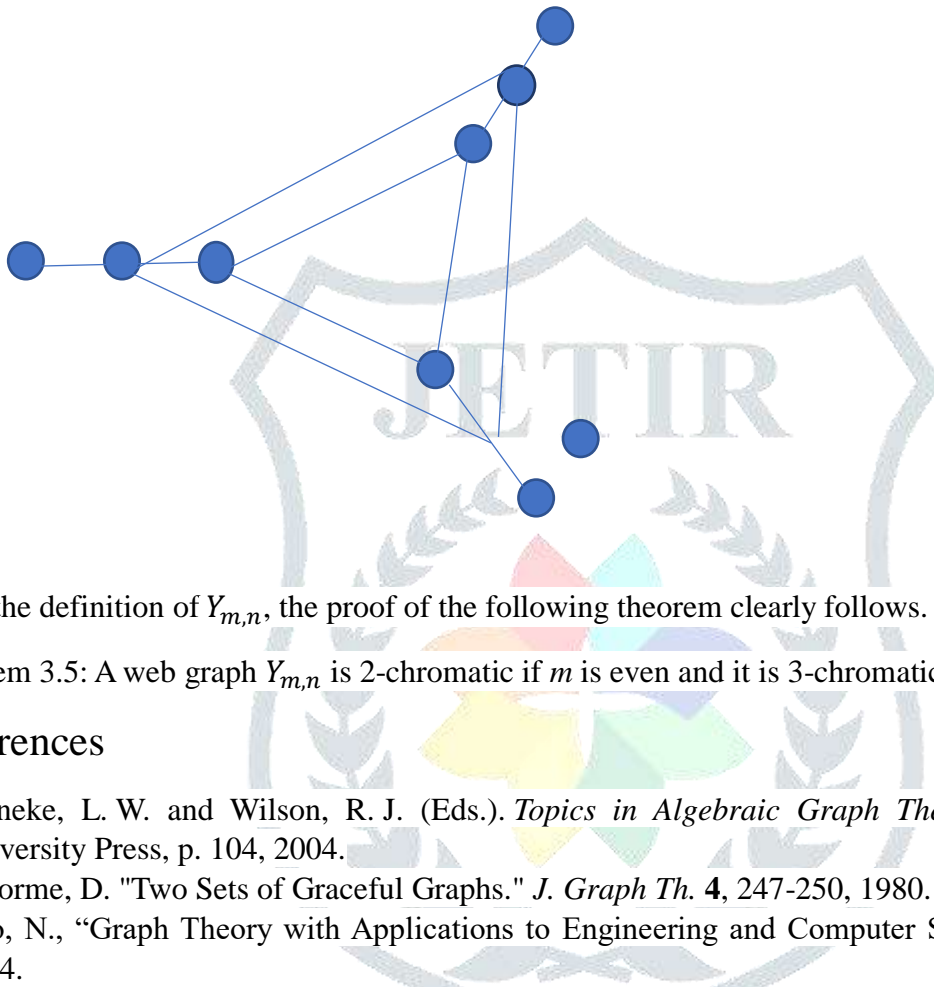 JETIR
the definition of Y_{m,n}, the proof of the following theorem clearly follows.
em 3.5: A web graph Y_{m,n} is 2-chromatic if m is even and it is 3-chromatic
rences
neke, L. W. and Wilson, R. J. (Eds.). Topics in Algebraic Graph The
versity Press, p. 104, 2004.
orme, D. "Two Sets of Graceful Graphs." J. Graph Th. 4, 247-250, 1980.
o, N., “Graph Theory with Applications to Engineering and Computer S
4.